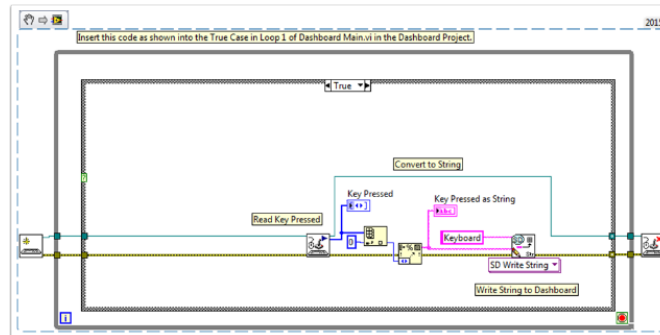 2015
Insert this code as shown into the True Case in Loop 1 of Dashboard Main.vi in the Dashboard Project.
True
Convert to String
Key Pressed
Key Pressed as String
Read Key Pressed
abc
0
Keyboard
SD Write String
Write String to Dashboard
i